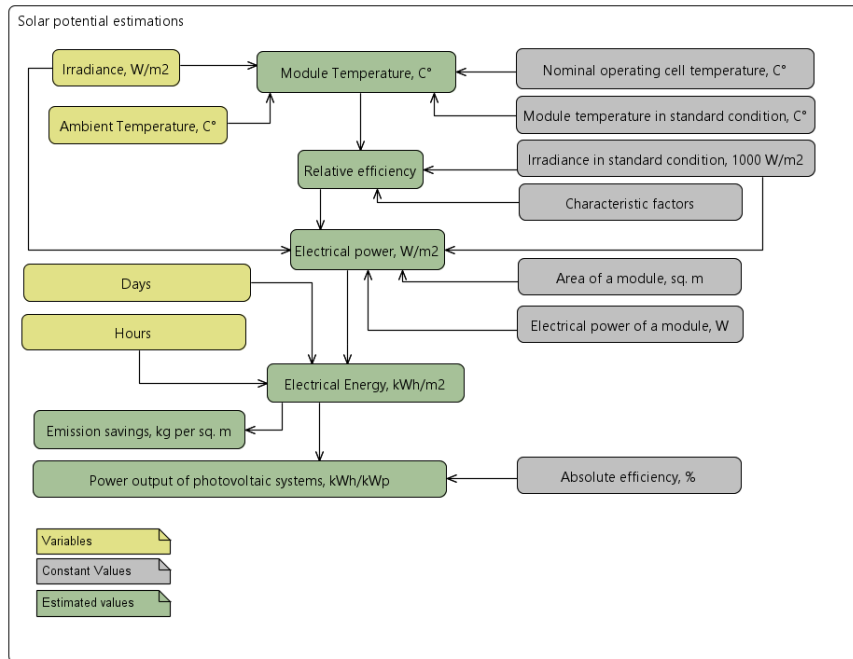 Solar potential estimations
Irradiance, W/m2
Module Temperature, C°
Nominal operating cell temperature, C°
Ambient Temperature, C°
Module temperature in standard condition, C°
Relative efficiency
Irradiance in standard condition, 1000 W/m2
Characteristic factors
Electrical power, W/m2
Days
Area of a module, sq. m
Hours
Electrical power of a module, W
Electrical Energy, kWh/m2
Emission savings, kg per sq. m
Power output of photovoltaic systems, kWh/kWp
Absolute efficiency, %
Variables
Constant Values
Estimated values